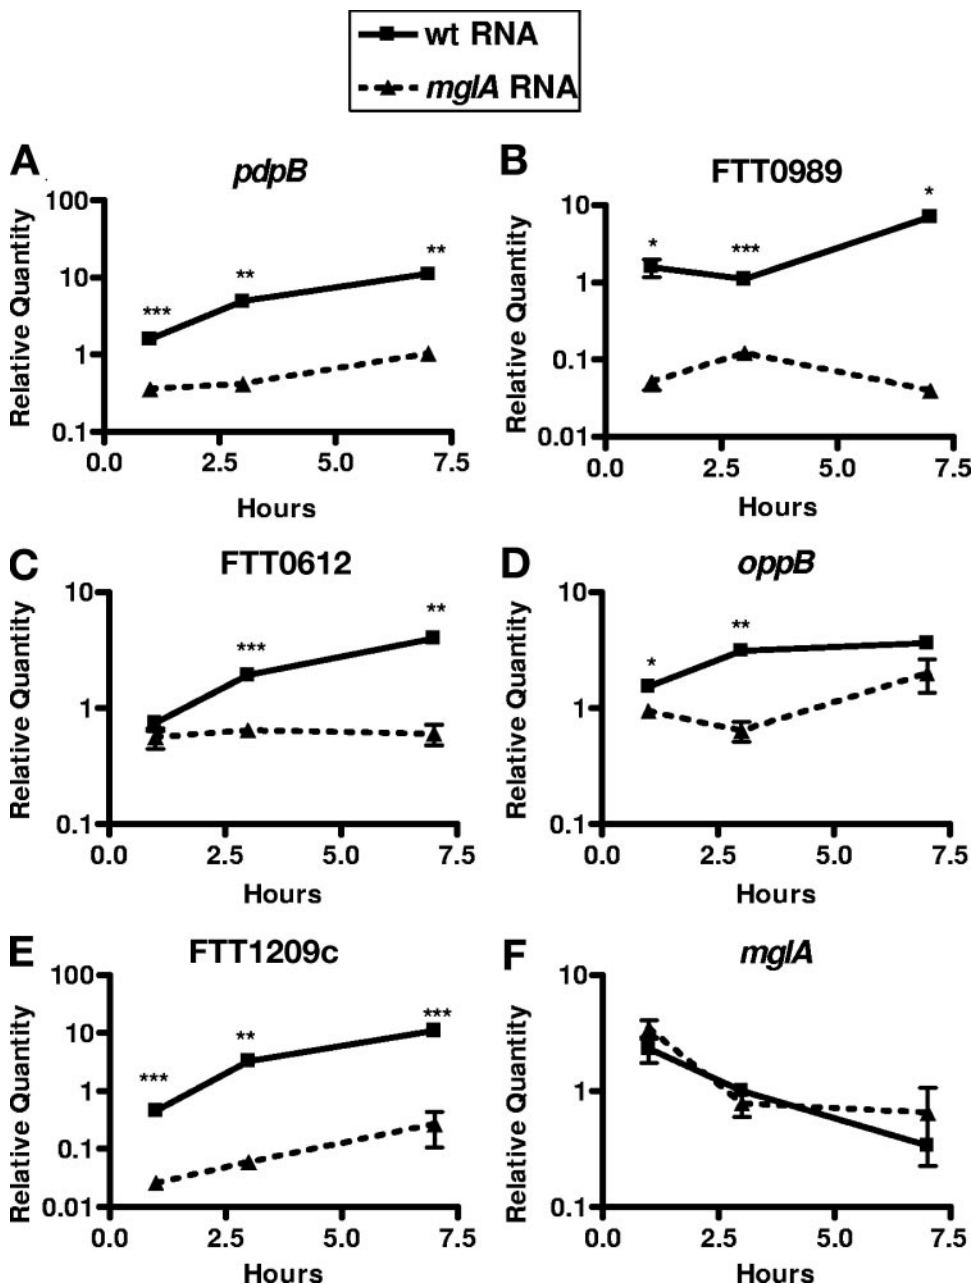 wt RNA
mglA RNA
A
pdpB
Relative Quantity
100
10
1
0.1
***
**
**
0.0 2.5 5.0 7.5
Hours
B
FTT0989
Relative Quantity
10
1
0.1
0.01
*
***
*
0.0 2.5 5.0 7.5
Hours
C
FTT0612
Relative Quantity
10
1
0.1
***
**
0.0 2.5 5.0 7.5
Hours
D
oppB
Relative Quantity
10
1
0.1
*
**
0.0 2.5 5.0 7.5
Hours
E
FTT1209c
Relative Quantity
100
10
1
0.1
0.01
***
**
***
0.0 2.5 5.0 7.5
Hours
F
mglA
Relative Quantity
10
1
0.1
0.0 2.5 5.0 7.5
Hours